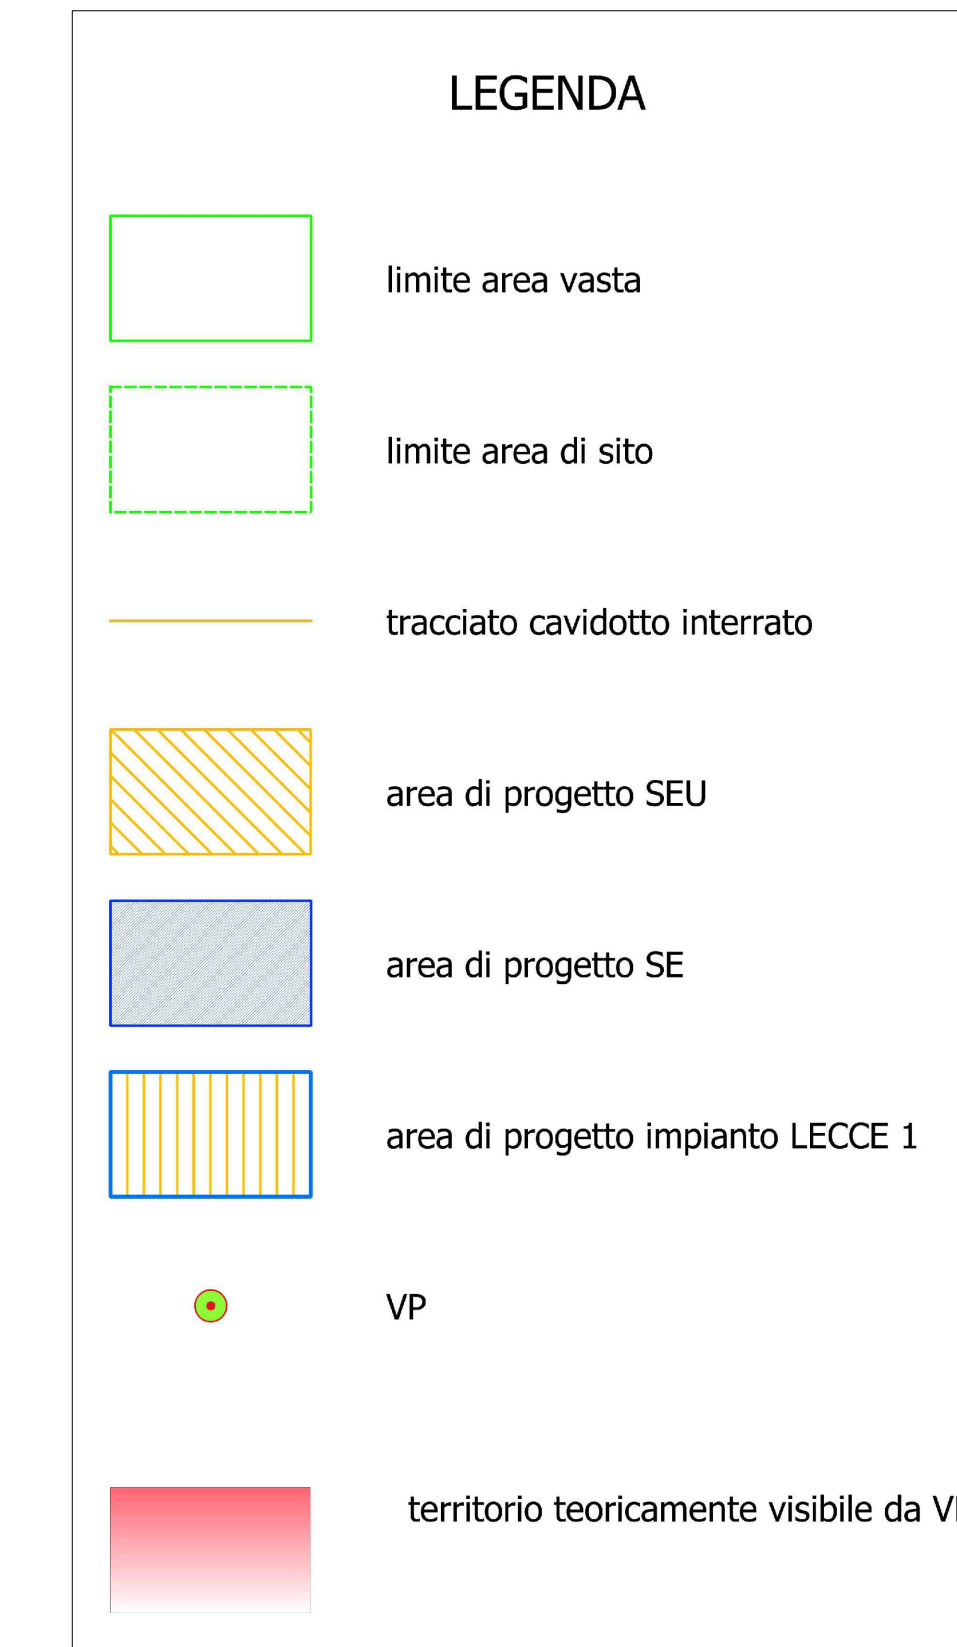 LEGENDA
limite area vasta
limite area di sito
tracciato cavidotto interrato
area di progetto SEU
area di progetto SE
area di progetto impianto LECCE 1
VP
territorio teoricamente visibile da